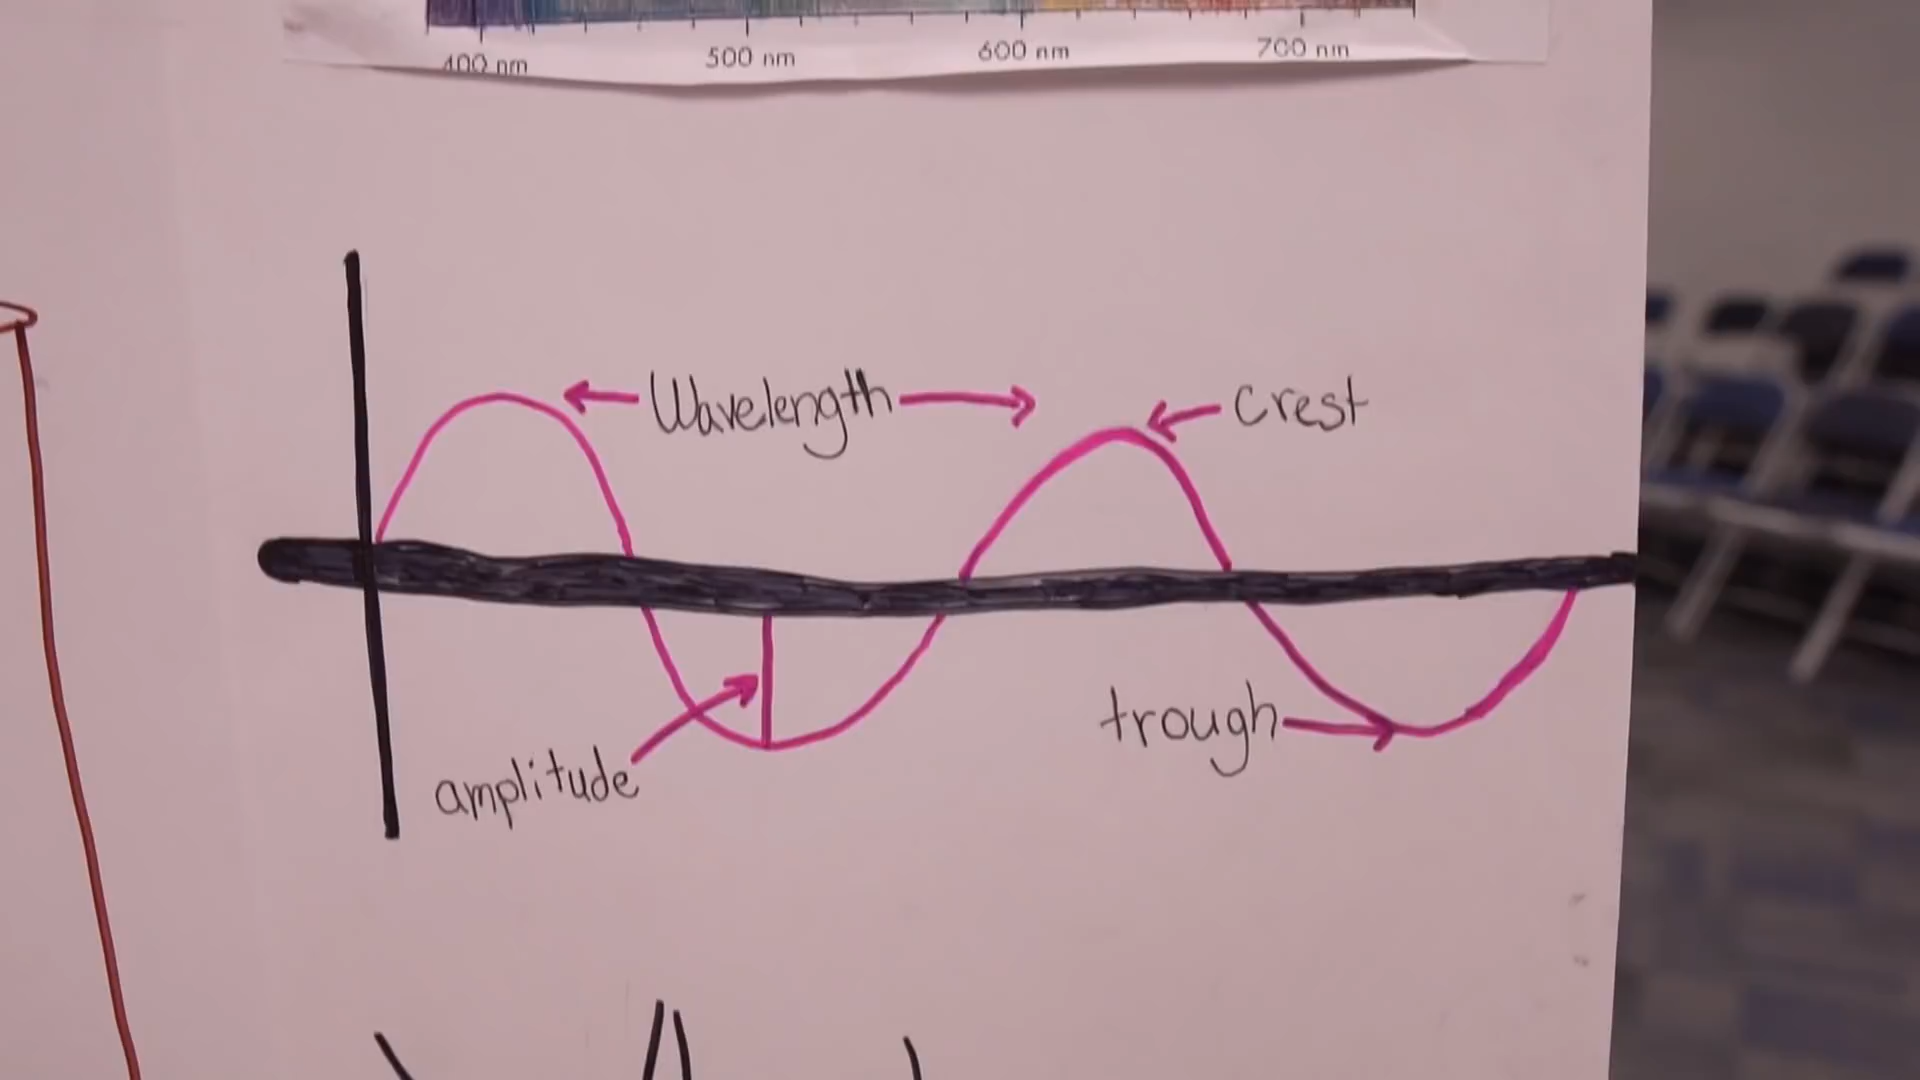 400 nm 500 nm 600 nm 700 nm
Wavelength
Crest
trough
amplitude